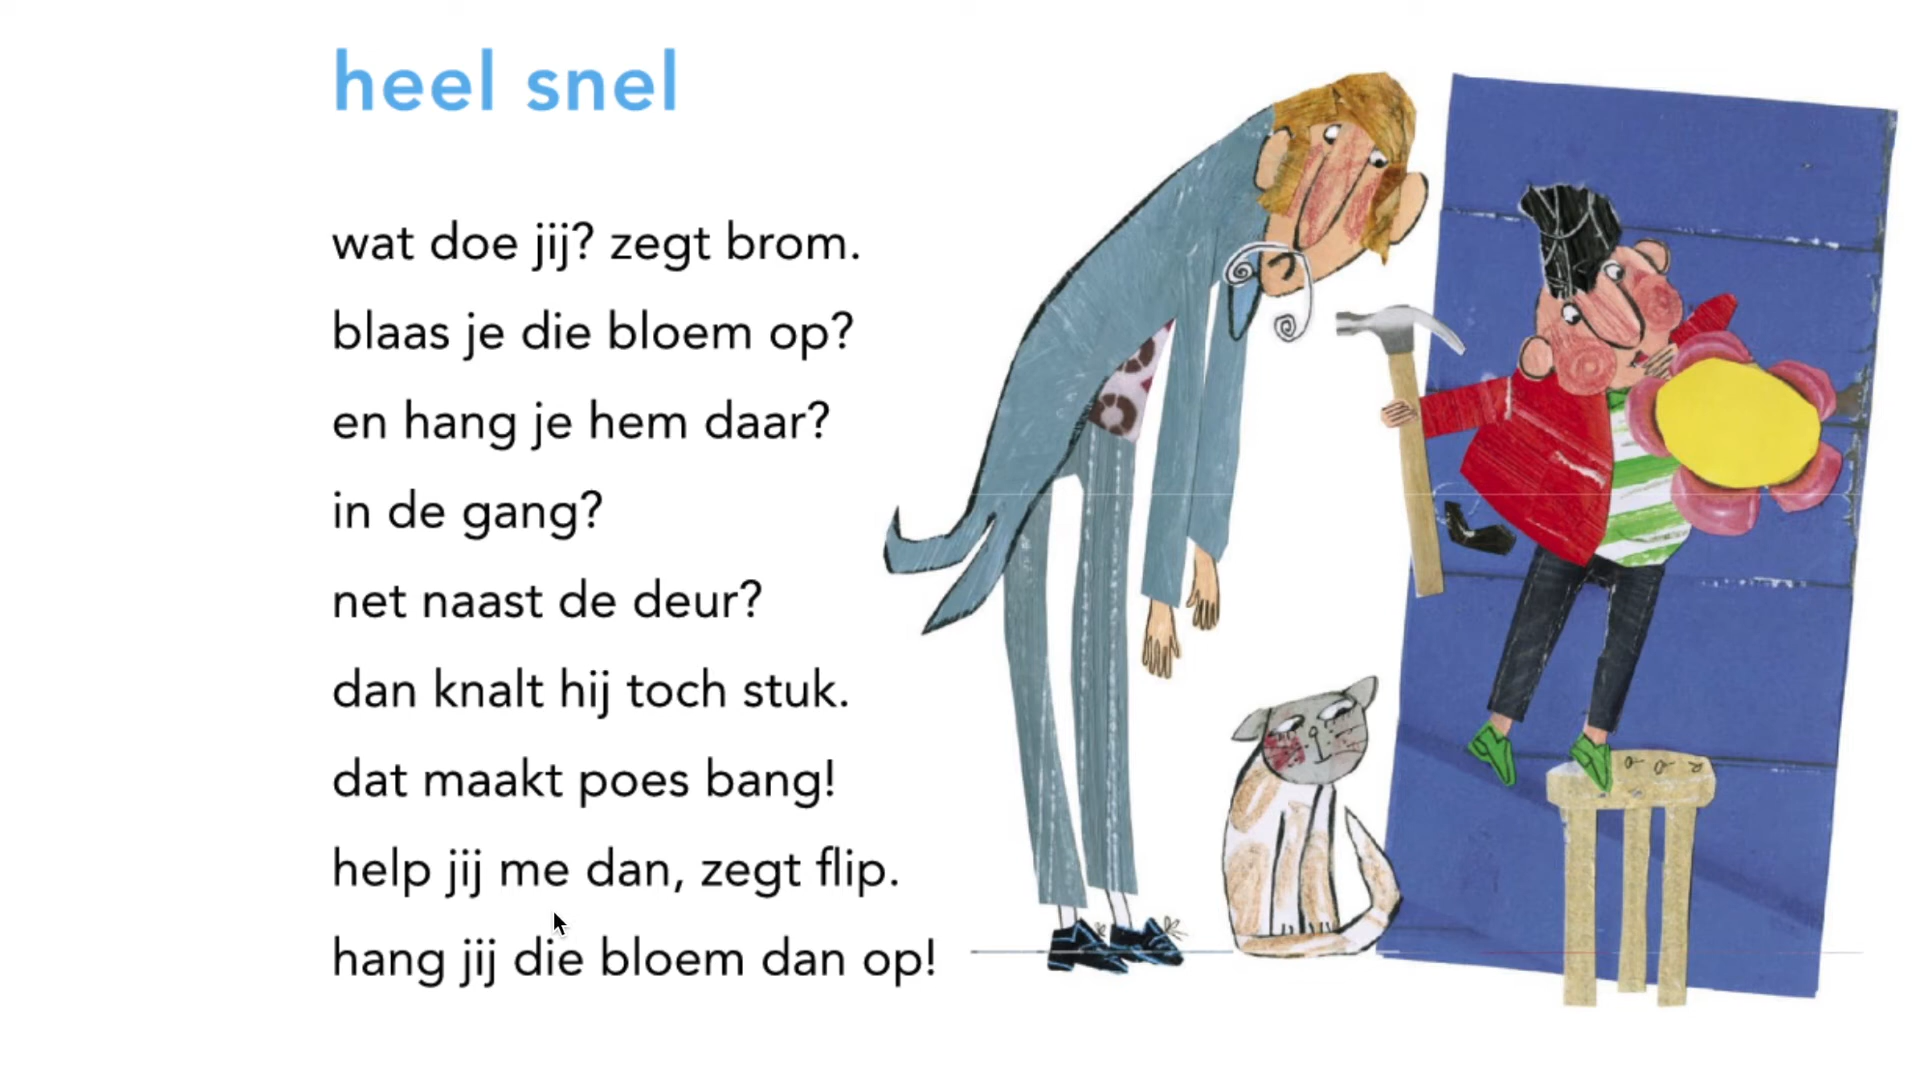 heel snel
wat doe jij? zegt brom.
blaas je die bloem op?
en hang je hem daar?
in de gang?
net naast de deur?
dan knalt hij toch stuk.
dat maakt poes bang!
help jij me dan, zegt flip.
hang jij die bloem dan op!